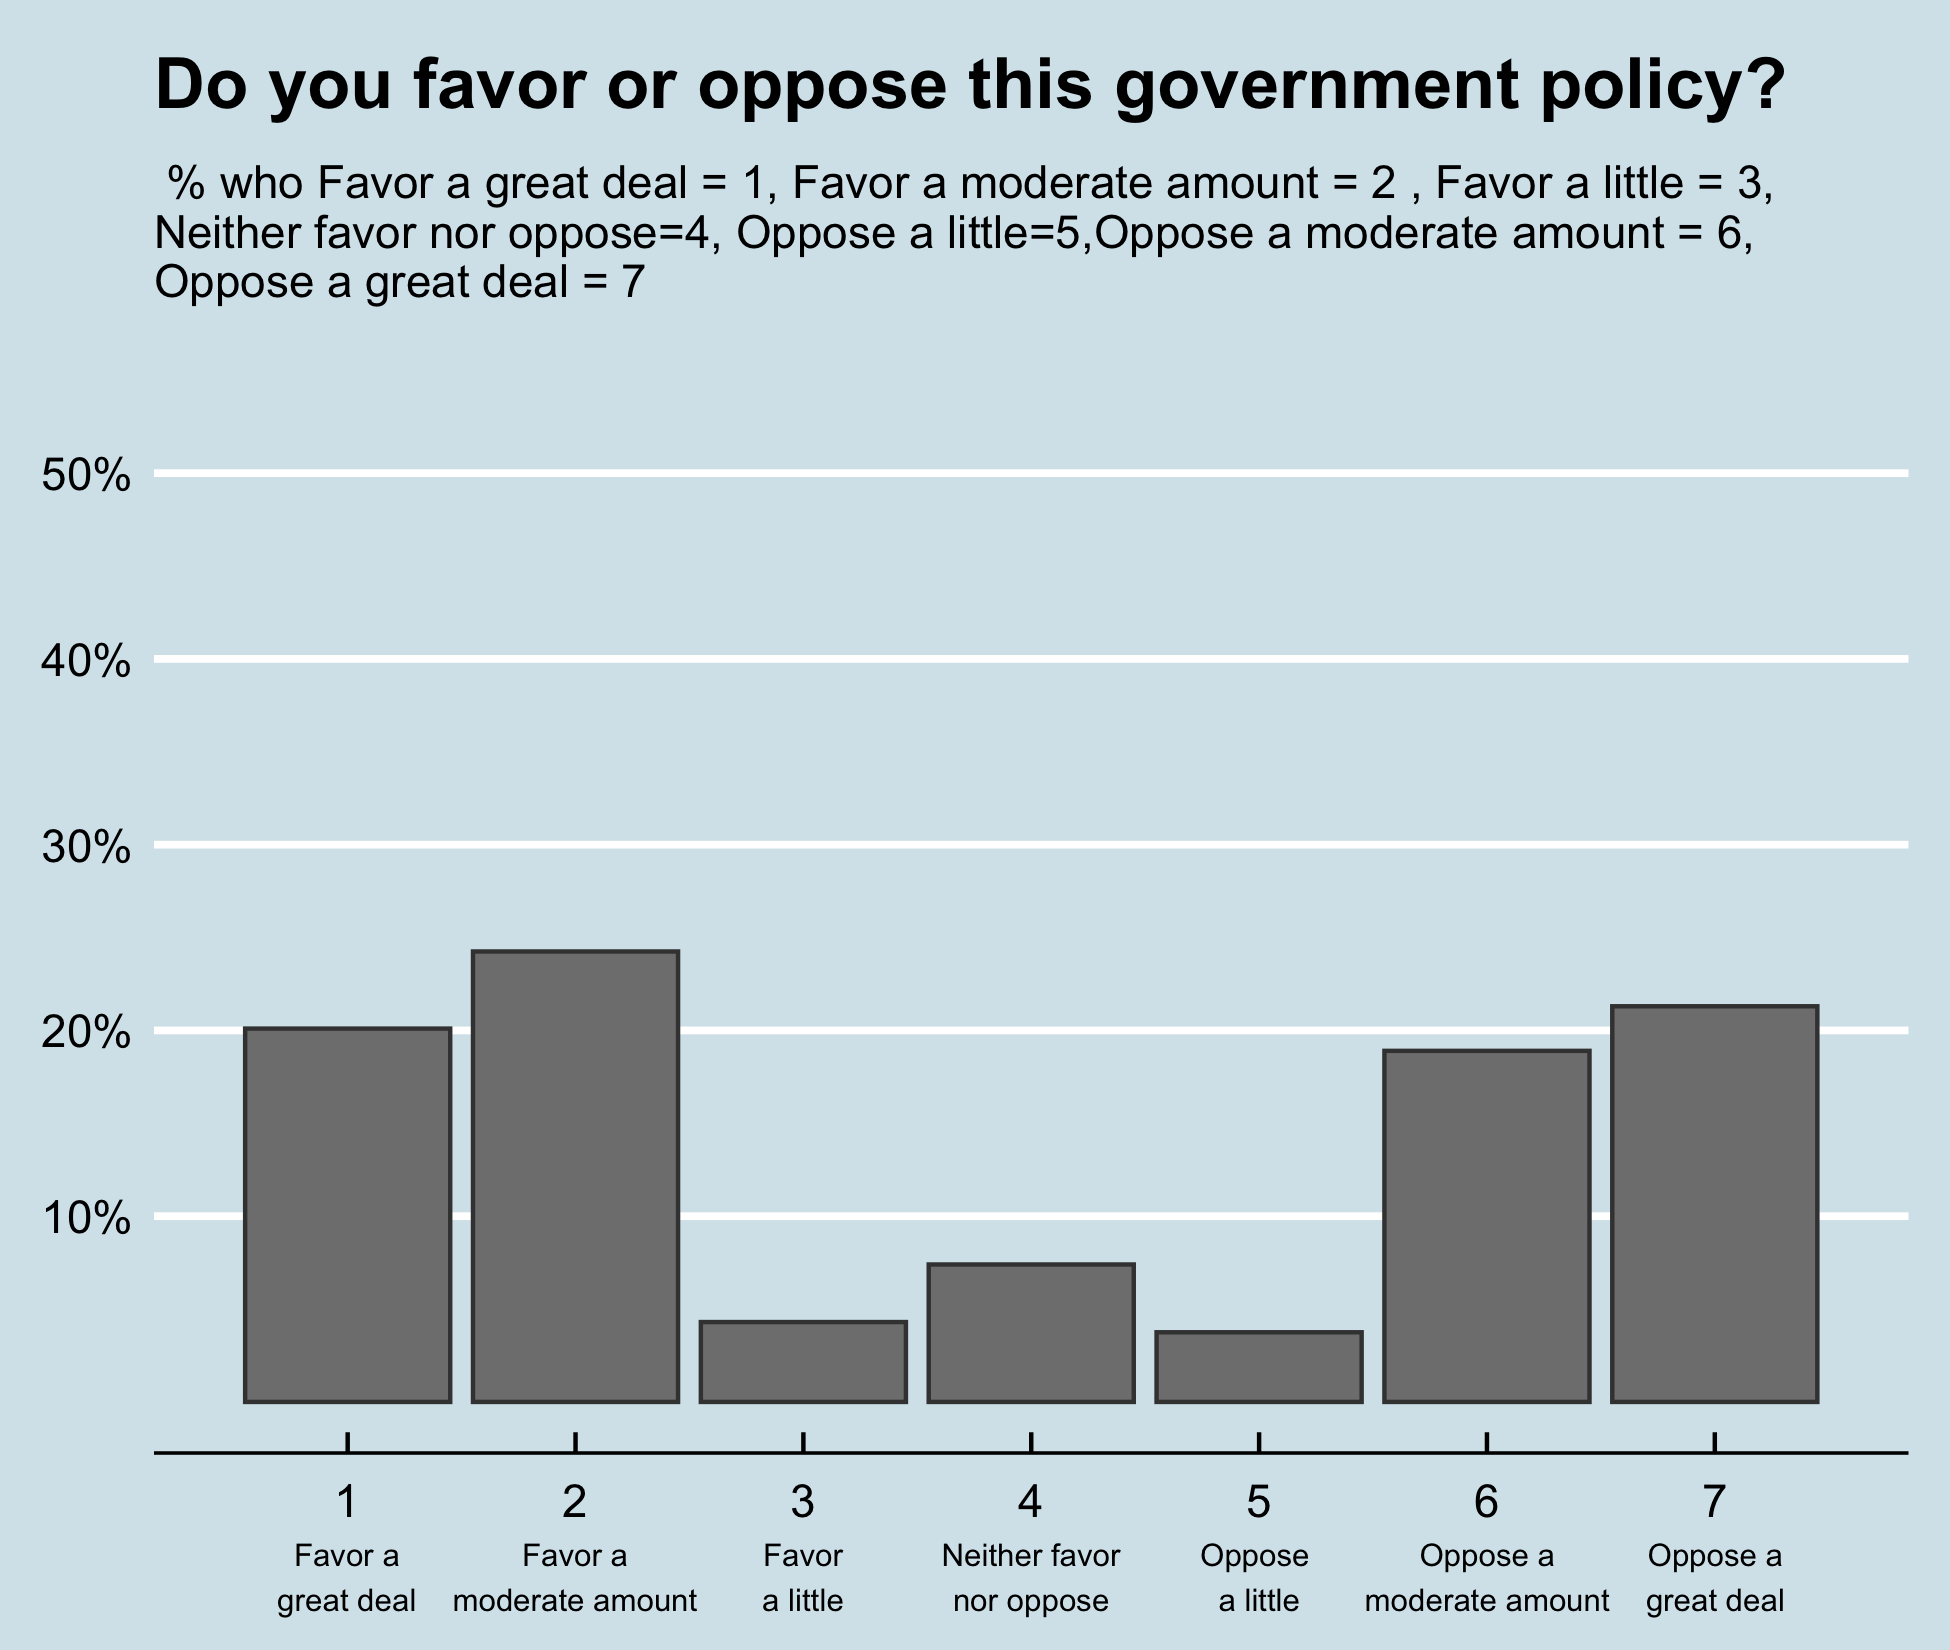 Do you favor or oppose this government policy?
% who Favor a great deal = 1, Favor a moderate amount = 2 , Favor a little = 3,
Neither favor nor oppose=4, Oppose a little=5,Oppose a moderate amount = 6,
Oppose a great deal = 7
50%
40%
30%
20%
10%
1 2 3 4 5 6 7
Favor a Favor a Favor Neither favor Oppose Oppose a Oppose a
great deal moderate amount a little nor oppose a little moderate amount great deal